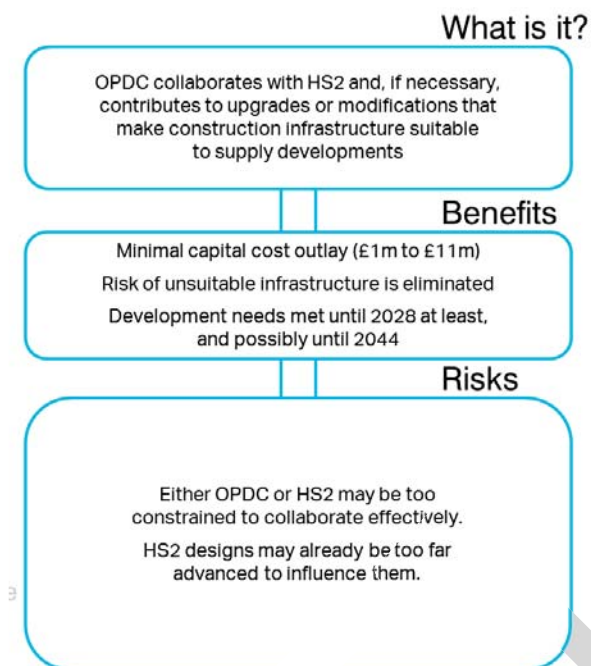 What is it?
OPDC collaborates with HS2 and, if necessary,
contributes to upgrades or modifications that
make construction infrastructure suitable
to supply developments
Benefits
Minimal capital cost outlay (£1m to £11m)
Risk of unsuitable infrastructure is eliminated
Development needs met until 2028 at least,
and possibly until 2044
Risks
Either OPDC or HS2 may be too
constrained to collaborate effectively.
HS2 designs may already be too far
advanced to influence them.
e